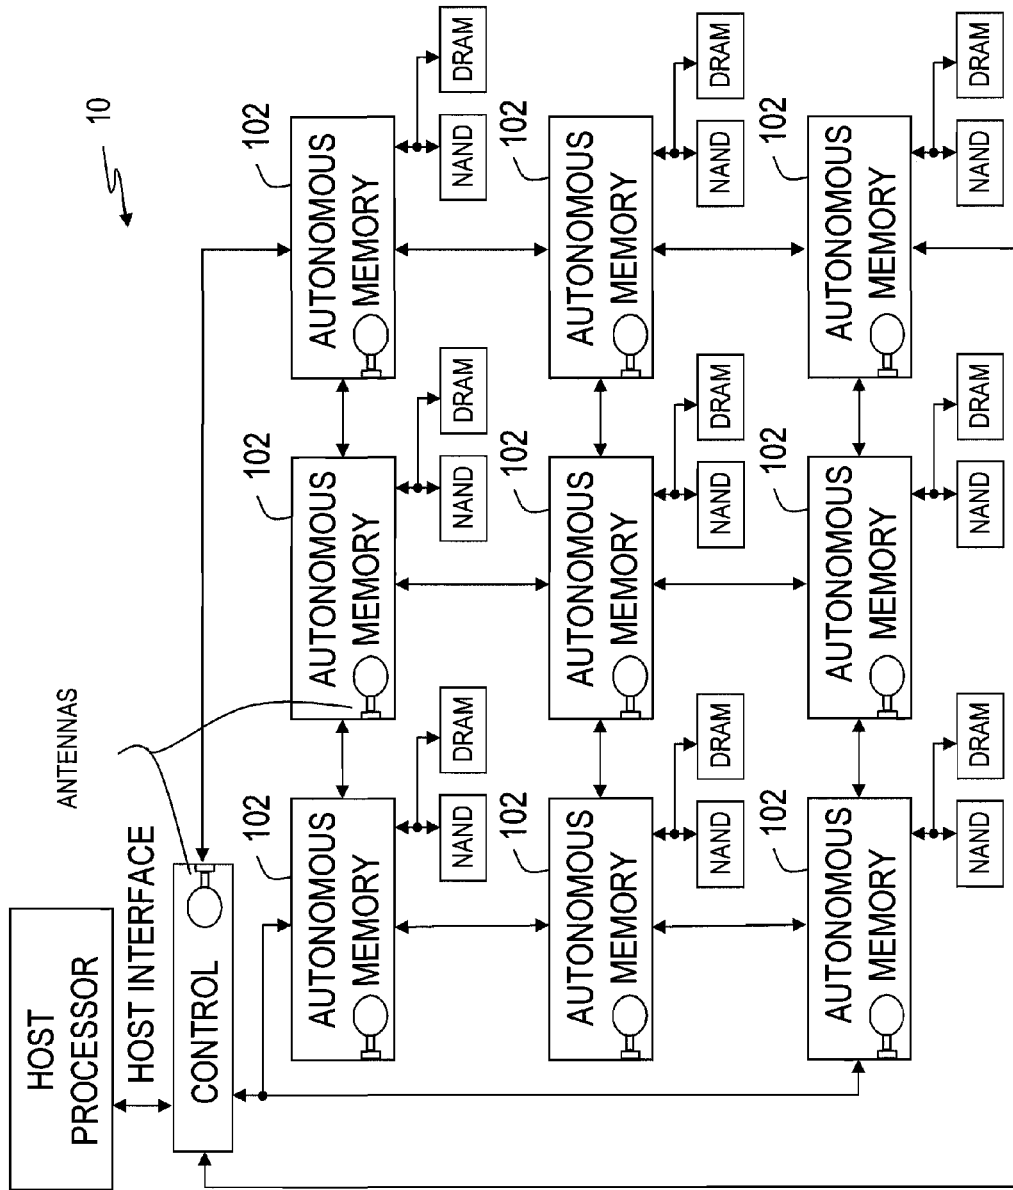 HOST
PROCESSOR
HOST INTERFACE
CONTROL
ANTENNAS
10
102
AUTONOMOUS
MEMORY
NAND
DRAM
102
AUTONOMOUS
MEMORY
NAND
DRAM
102
AUTONOMOUS
MEMORY
NAND
DRAM
102
AUTONOMOUS
MEMORY
NAND
DRAM
102
AUTONOMOUS
MEMORY
NAND
DRAM
102
AUTONOMOUS
MEMORY
NAND
DRAM
102
AUTONOMOUS
MEMORY
NAND
DRAM
102
AUTONOMOUS
MEMORY
NAND
DRAM
102
AUTONOMOUS
MEMORY
NAND
DRAM